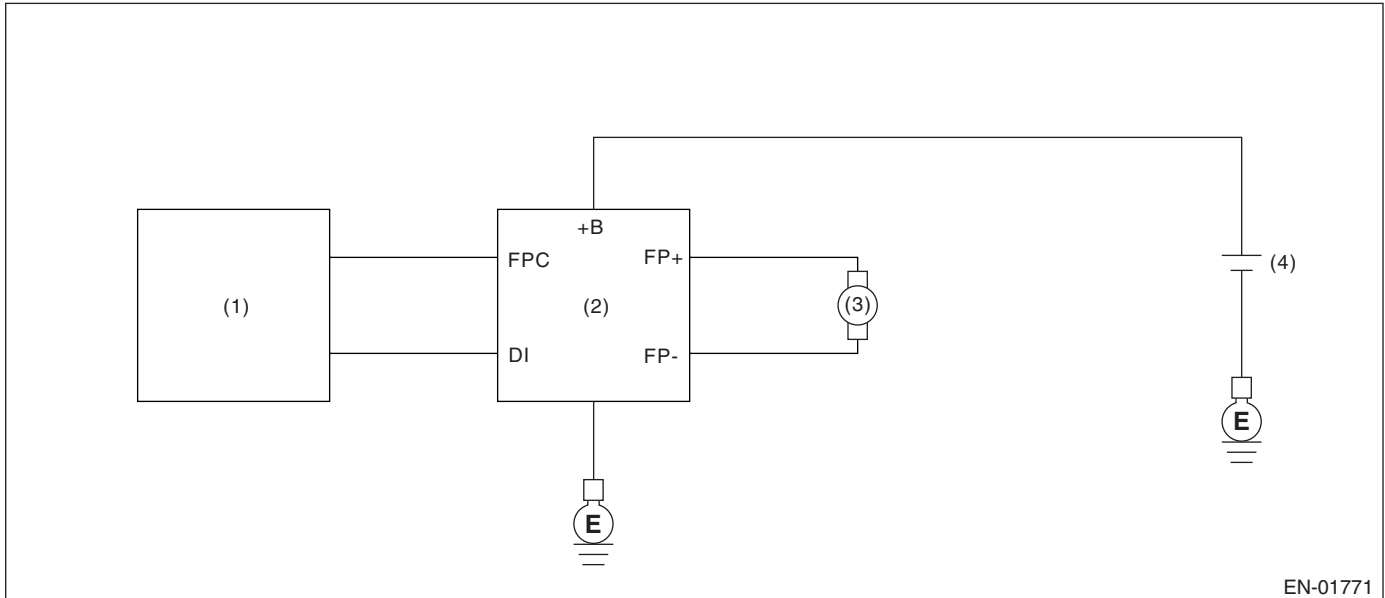 +B
FPC
FP+
(4)
(1)
(2)
(3)
DI
FP-
E
E
EN-01771